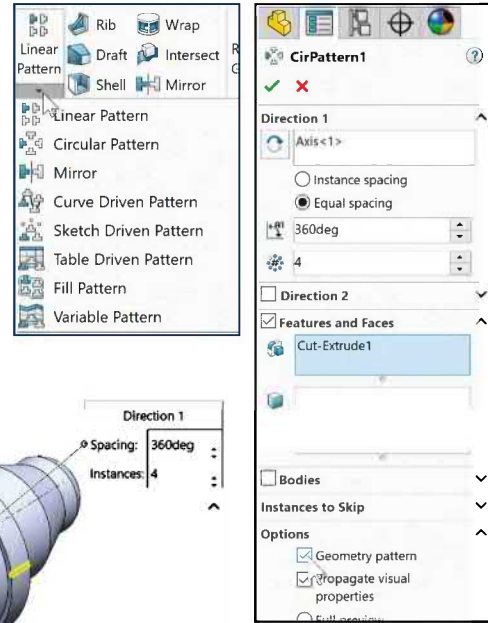 Linear
Pattern
Rib
Wrap
Draft
Intersect
Shell
Mirror
Linear Pattern
Circular Pattern
Mirror
Curve Driven Pattern
Sketch Driven Pattern
Table Driven Pattern
Fill Pattern
Variable Pattern
Direction 1
Spacing: 360deg
Instances: 4
CirPattern1
?
Direction 1
Axis<1>
Instance spacing
Equal spacing
360deg
4
Direction 2
Features and Faces
Cut-Extrude1
Bodies
Instances to Skip
Options
Geometry pattern
Propagate visual
properties
Full preview